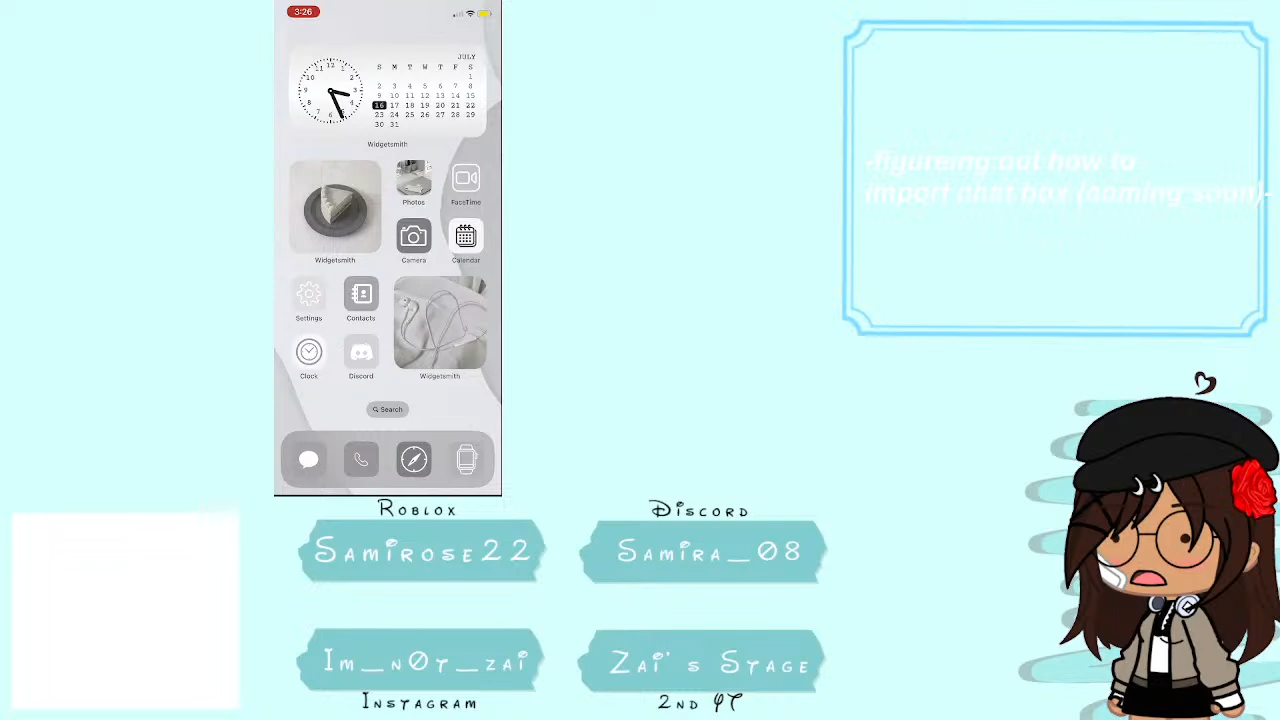 3:26
JULY
S M T W T F S
1
2 3 4 5 6 7 8
9 10 11 12 13 14 15
16 17 18 19 20 21 22
23 24 25 26 27 28 29
30 31
Widgetsmith
Photos
FaceTime
Widgetsmith
Camera
Calendar
Settings
Contacts
Clock
Discord
Widgetsmith
Search
-figureing out how to
import chat box (coming soon)-
Roblox
Samirose22
Discord
Samira_08
Im_n0t_zai
Instagram
Zai's Stage
2nd YT